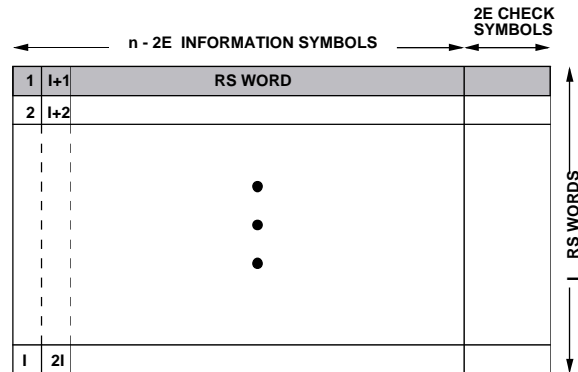 2E CHECK
SYMBOLS
n - 2E INFORMATION SYMBOLS
1 I+1 RS WORD
2 I+2
I RS WORDS
I 2I